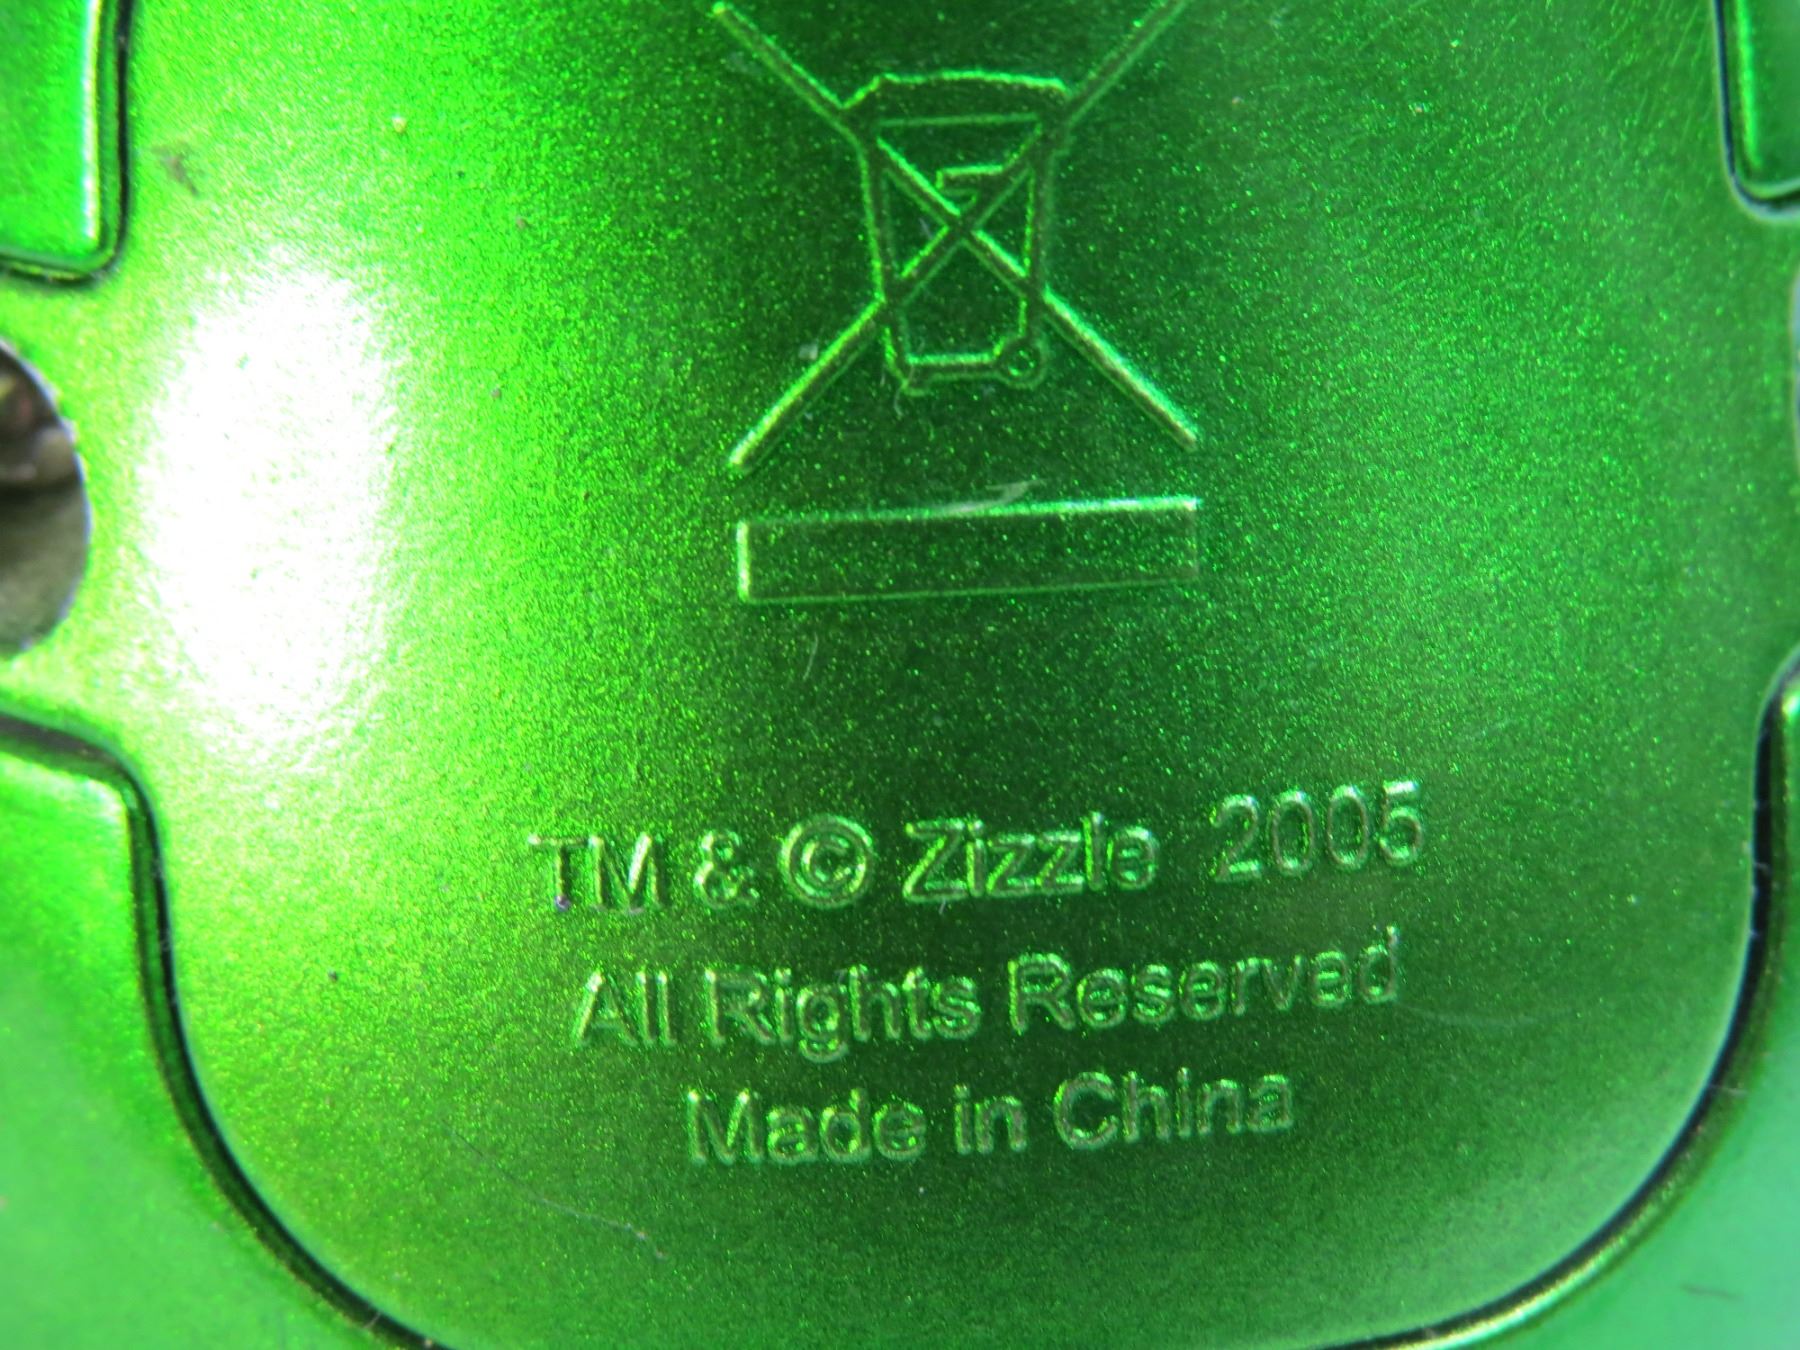 TM & © Zizzle 2005
All Rights Reserved
Made in China